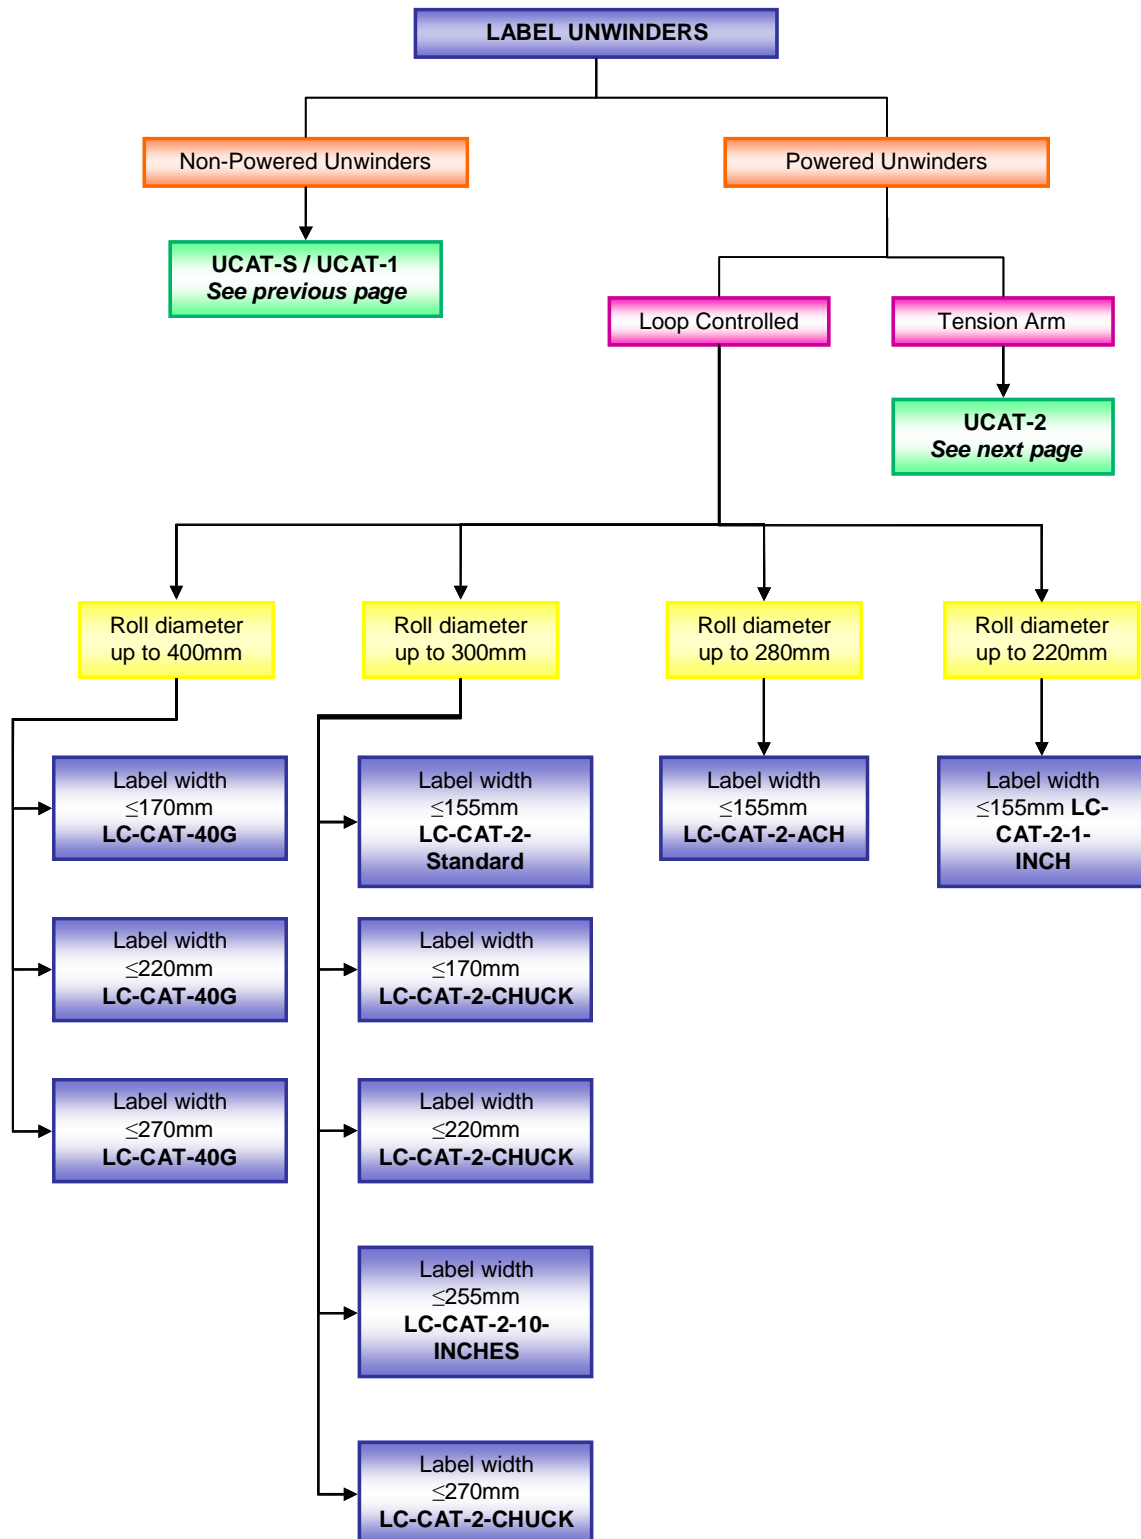 LABEL UNWINDERS
Non-Powered Unwinders
Powered Unwinders
UCAT-S / UCAT-1
See previous page
Loop Controlled
Tension Arm
UCAT-2
See next page
Roll diameter
up to 400mm
Roll diameter
up to 300mm
Roll diameter
up to 280mm
Roll diameter
up to 220mm
Label width
≤170mm
LC-CAT-40G
Label width
≤155mm
LC-CAT-2-
Standard
Label width
≤155mm
LC-CAT-2-ACH
Label width
≤155mm LC-
CAT-2-1-
INCH
Label width
≤220mm
LC-CAT-40G
Label width
≤170mm
LC-CAT-2-CHUCK
Label width
≤270mm
LC-CAT-40G
Label width
≤220mm
LC-CAT-2-CHUCK
Label width
≤255mm
LC-CAT-2-10-
INCHES
Label width
≤270mm
LC-CAT-2-CHUCK